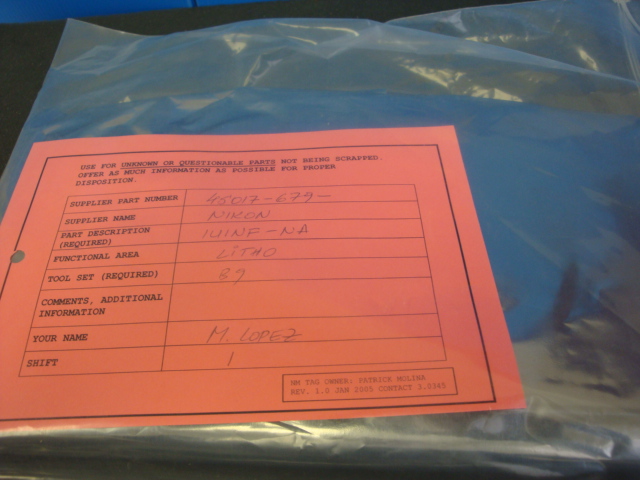 USE FOR UNKNOWN OR QUESTIONABLE PARTS NOT BEING SCRAPPED.
OFFER AS MUCH INFORMATION AS POSSIBLE FOR PROPER
DISPOSITION.
SUPPLIER PART NUMBER 45017-679-
SUPPLIER NAME NIKON
PART DESCRIPTION
(REQUIRED) IUINF-NA
FUNCTIONAL AREA LITHO
TOOL SET (REQUIRED) 89
COMMENTS, ADDITIONAL
INFORMATION
YOUR NAME M. LOPEZ
SHIFT 1
NM TAG OWNER: PATRICK MOLINA
REV. 1.0 JAN 2005 CONTACT 3.0345